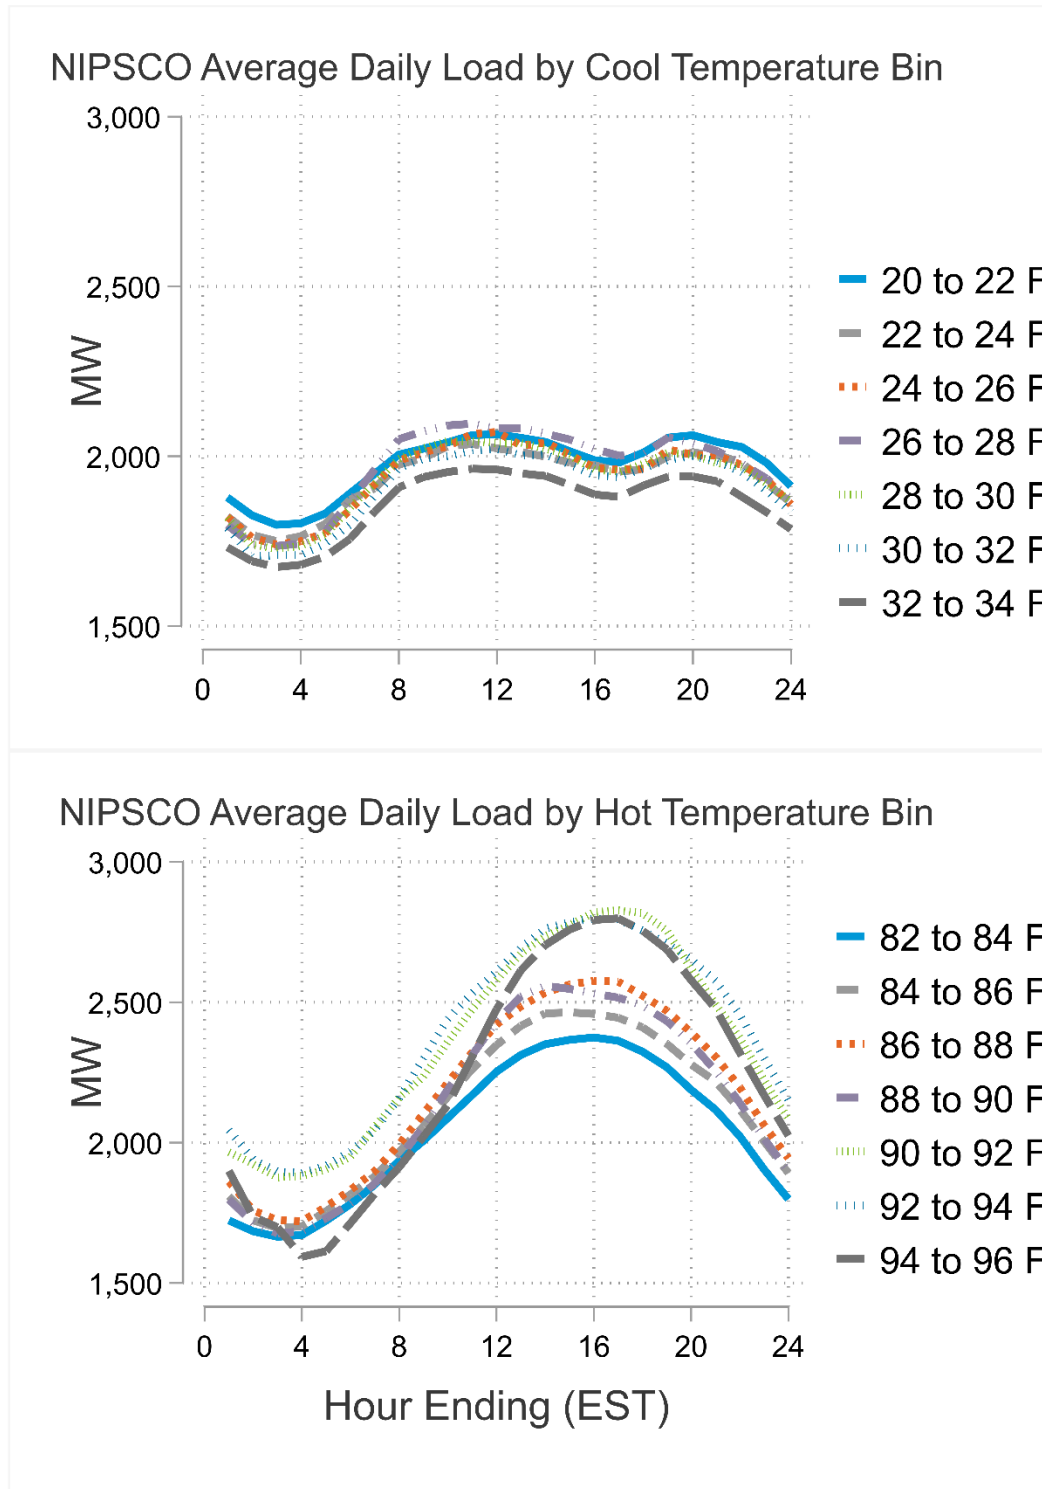 NIPSCO Average Daily Load by Cool Temperature Bin
3,000
2,500
2,000
1,500
MW
0 4 8 12 16 20 24
20 to 22 F
22 to 24 F
24 to 26 F
26 to 28 F
28 to 30 F
30 to 32 F
32 to 34 F
NIPSCO Average Daily Load by Hot Temperature Bin
3,000
2,500
2,000
1,500
MW
0 4 8 12 16 20 24
Hour Ending (EST)
82 to 84 F
84 to 86 F
86 to 88 F
88 to 90 F
90 to 92 F
92 to 94 F
94 to 96 F